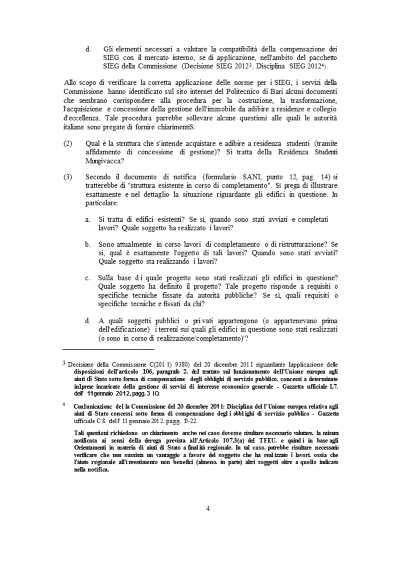 d. Gli elementi necessari a valutare la compatibilità della compensazione dei
SIEG con il mercato interno, se di applicazione, nell'ambito del pacchetto
SIEG della Commissione (Decisione SIEG 2012³, Disciplina SIEG 2012⁴).
Allo scopo di verificare la corretta applicazione delle norme per i SIEG, i servizi della
Commissione hanno identificato sul sito internet del Politecnico di Bari alcuni documenti
che sembrano corrispondere alla procedura per la costruzione, la trasformazione,
l'acquisizione e concessione della gestione dell'immobile da adibire a residenze e collegio
d'eccellenza. Tale procedura parrebbe sollevare alcune questioni alle quali le autorità
italiane sono pregate di fornire chiarimentiS:
(2) Qual è la strnttura che s'intende acquistare e adibire a residenza studenti (tramite
affidamento di concessione di gestione)? Si tratta della Residenza Studenti
Mungivacca?
(3) Secondo il documento di notifica (formulario SANI, punto 12, pag. 14) si
tratterebbe di "struttura esistente in corso di completamento". Si prega di illustrare
esattamente e nel dettaglio la situazione riguardante gli edifici in questione. In
particolare:
a. Si tratta di edifici esistenti? Se si, quando sono stati avviati e completati
lavori? Quale soggetto ha realizzato i lavori?
b. Sono attualmente in corso lavori di completamento o di ristrutturazione? Se
si, qual è esattamente l'oggetto di tali lavori? Quando sono stati avviati?
Quale soggetto sta realizzando i lavori?
c. Sulla base di quale progetto sono stati realizzati gli edifici in questione?
Quale soggetto ha definito il progetto? Tale progetto risponde a requisiti o
specifiche tecniche fissate da autorità pubbliche? Se si, quali requisiti o
specifiche tecniche e fissati da chi?
d. A quali soggetti pubblici o privati appartengono (o appartenevano prima
dell'edificazione) i terreni sui quali gli edifici in questione sono stati realizzati
(o sono in corso di realizzazione/completamento)'?
3 Decisione della Commissione C(201 1) 9380) del 20 dicembre 2011 riguardante lapplicazione delle
disposizioni dell'articolo 106, paragrafo 2, del trattato sul funzionamento dell'Unione europea agli
aiuti di Stato sotto forma di compensazione degli obblighi di servizio pubblico, concessi a determinate
imprese incaricate della gestione di servizi di interesse economico generale - Gazzetta ufficiale L7,
dell' 11gennaio 2012, pagg. 3 10.
4 Comunicazione del la Commissione del 20 dicembre 2011: Disciplina dell'Unione europea relativa agli
aiuti di Stato concessi sotto forma di compensazione degli obblighi di servizio pubblico - Gazzetta
ufficiale C 8, dell' 11 gennaio 2012, pagg. 15-22.
Tali questioni richiedono un chiarimento anche nel caso dovesse risultare necessario valutare, la misura
notificata ai sensi della deroga prevista all'Articolo 107.3(a) del TFEU, e quindi in base agli
Orientamenti in materia di aiuti di Stato a finalità regionale. In tal caso, potrebbe risultare necessario
verificare che non sussista un vantaggio a favore del soggetto che ha realizzato i lavori, ossia che
l'aiuto regionale all'investimento non benefici (almeno, in parte) altri soggetti oltre a quello indicato
nella notifica.
4